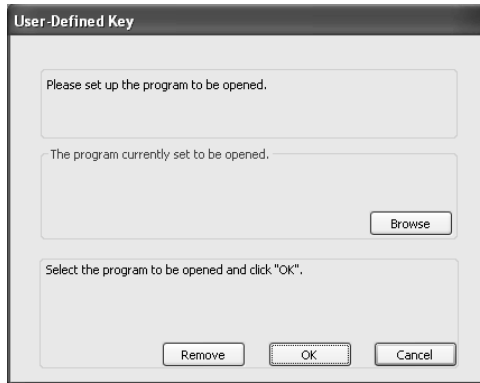 User-Defined Key
Please set up the program to be opened.
The program currently set to be opened.
Browse
Select the program to be opened and click "OK".
Remove
OK
Cancel